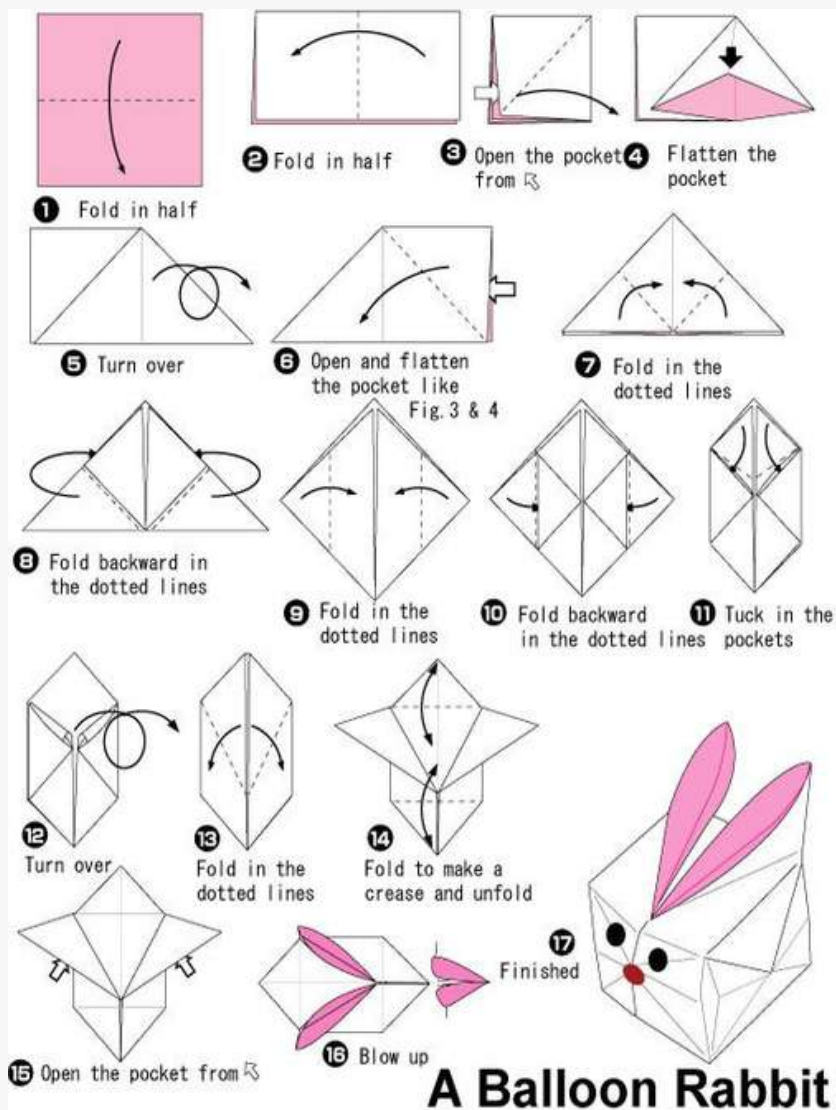 1 Fold in half
2 Fold in half
3 Open the pocket
from
4 Flatten the
pocket
5 Turn over
6 Open and flatten
the pocket like
Fig.3 & 4
7 Fold in the
dotted lines
8 Fold backward in
the dotted lines
9 Fold in the
dotted lines
10 Fold backward
in the dotted lines
11 Tuck in the
pockets
12
Turn over
13
Fold in the
dotted lines
14
Fold to make a
crease and unfold
15 Open the pocket from
16 Blow up
17
Finished
A Balloon Rabbit